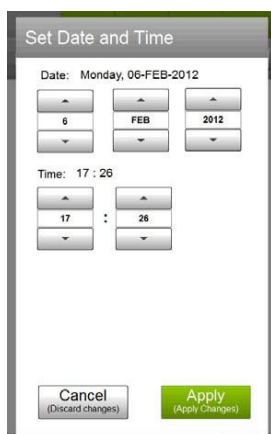 Set Date and Time
Date: Monday, 06-FEB-2012
6 FEB 2012
Time: 17 : 26
17 : 26
Cancel Apply
(Discard changes) (Apply Changes)